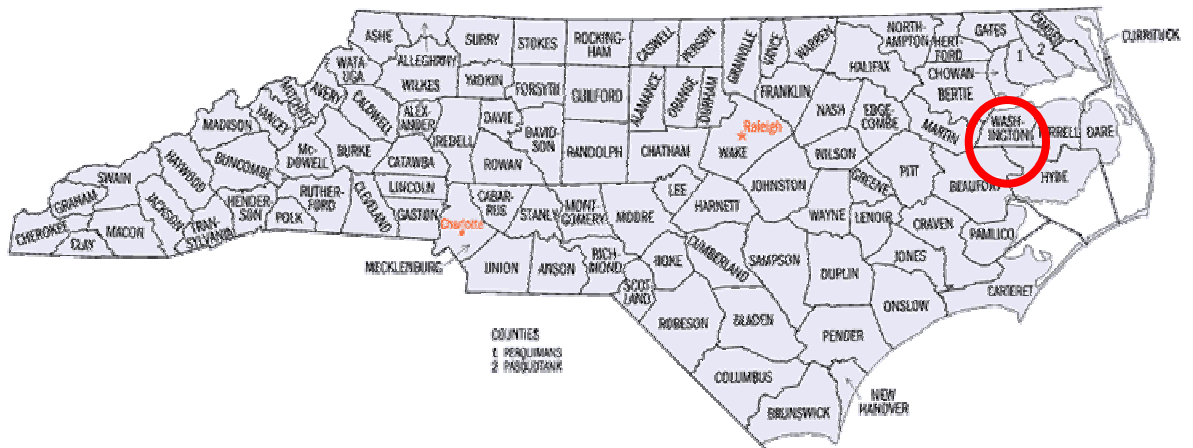 ASHE
ALLEGHANY
SURRY
STOKES
ROCKING-
HAM
CASWELL
PERSON
GRANVILLE
VANCE
WARREN
NORTH-
AMPTON
HERT-
FORD
GATES
CAMDEN
CURRITUCK
1
2
WATA-
UGA
WILKES
YADKIN
FORSYTH
GUILFORD
ALAMANCE
ORANGE
DURHAM
FRANKLIN
HALIFAX
CHOWAN
BERTIE
MITCHELL
AVERY
CALDWELL
ALEX-
ANDER
IREDELL
DAVIE
DAVID-
SON
RANDOLPH
CHATHAM
WAKE
Raleigh
NASH
EDGE
COMBE
MARTIN
WASH-
INGTON
TYRRELL
DARE
MADISON
YANCEY
Mc-
DOWELL
BURKE
CATAWBA
ROWAN
WILSON
PITT
BEAUFORT
HYDE
SWAIN
HAYWOOD
BUNCOMBE
RUTHER-
FORD
CLEVELAND
LINCOLN
GASTON
CABAR-
RUS
STANLY
MONT-
GOMERY
MOORE
LEE
HARNETT
JOHNSTON
WAYNE
GREENE
LENOIR
CRAVEN
PAMLICO
GRAHAM
CHEROKEE
CLAY
MACON
JACKSON
TRAN-
SYLVANIA
HENDER-
SON
POLK
Charlotte
MECKLENBURG
UNION
ANSON
RICH-
MOND
SCOT-
LAND
HOKE
CUMBERLAND
SAMPSON
DUPLIN
JONES
ONSLOW
CARTERET
ROBESON
BLADEN
PENDER
COLUMBUS
BRUNSWICK
NEW
HANOVER
COUNTIES
1 PERQUIMANS
2 PASQUOTANK